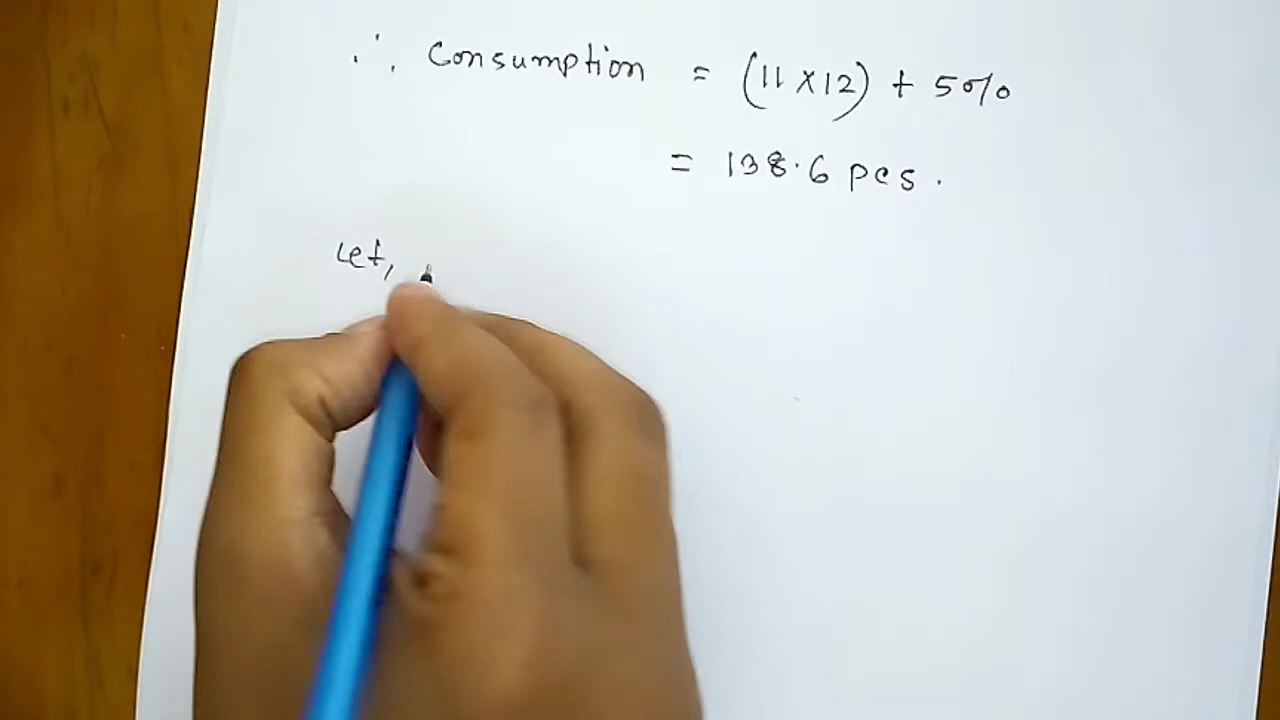 ∴ Consumption = (11 × 12) + 5%
= 138.6 pcs.
Let,